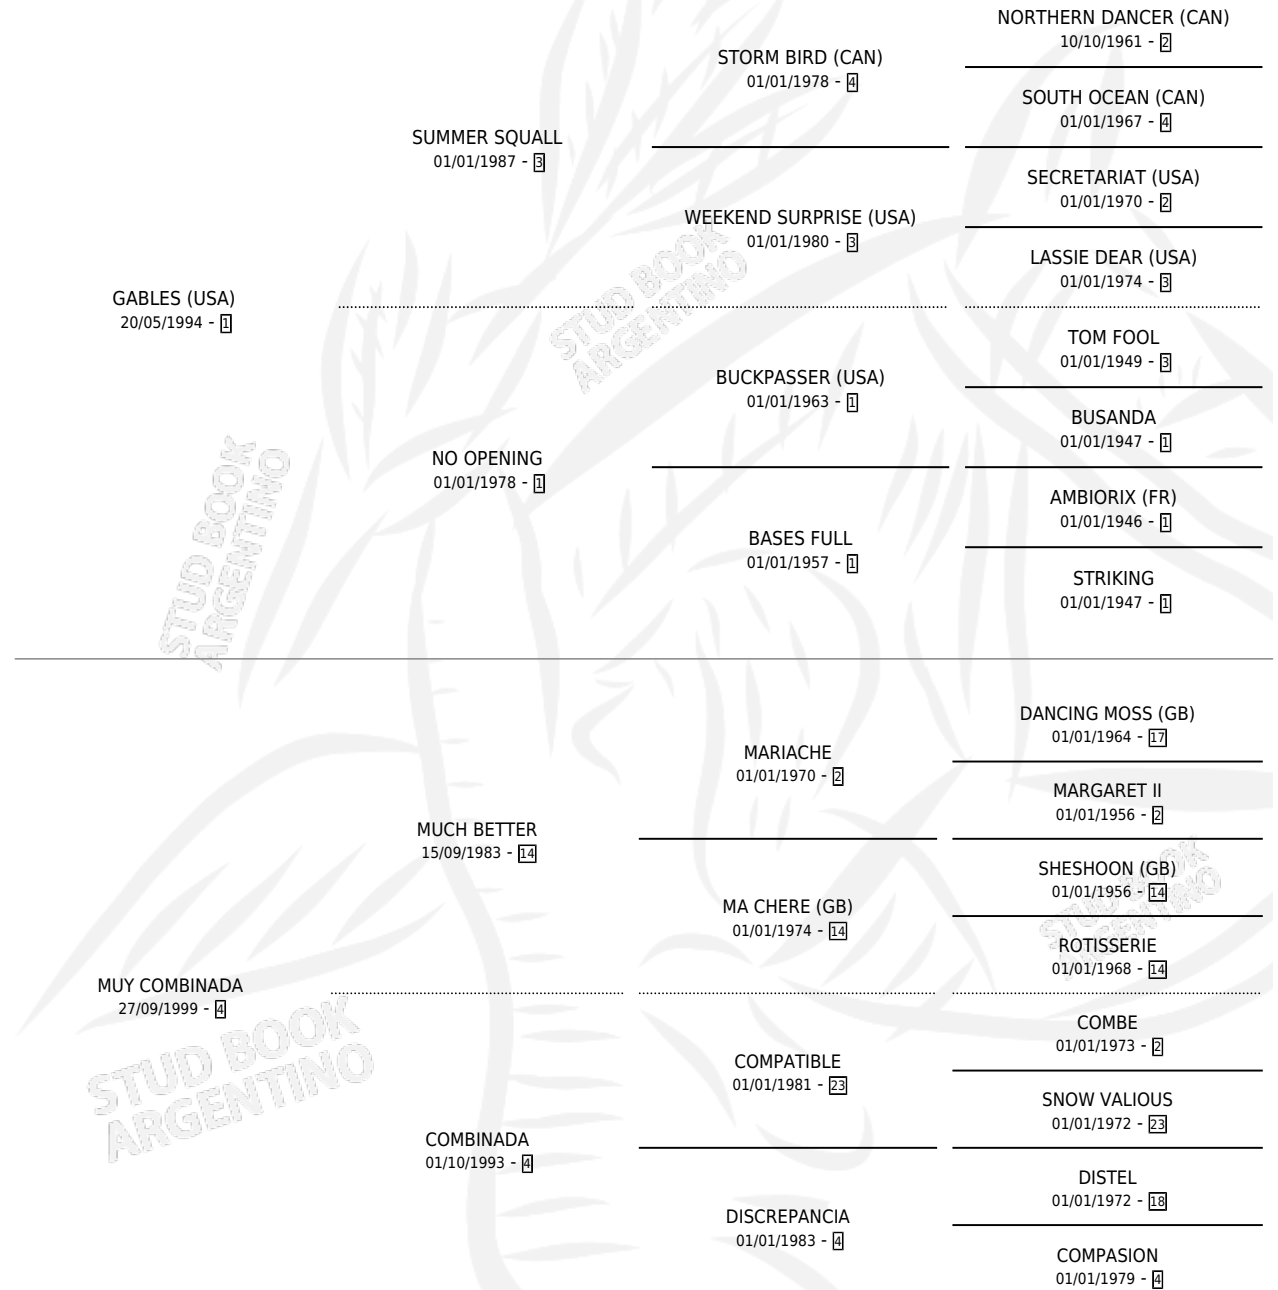 NORTHERN DANCER (CAN)
10/10/1961 - 2
STORM BIRD (CAN)
01/01/1978 - 4
SOUTH OCEAN (CAN)
01/01/1967 - 4
SUMMER SQUALL
01/01/1987 - 3
SECRETARIAT (USA)
01/01/1970 - 2
WEEKEND SURPRISE (USA)
01/01/1980 - 3
LASSIE DEAR (USA)
01/01/1974 - 3
GABLES (USA)
20/05/1994 - 1
TOM FOOL
01/01/1949 - 3
BUCKPASSER (USA)
01/01/1963 - 1
BUSANDA
01/01/1947 - 1
NO OPENING
01/01/1978 - 1
AMBIORIX (FR)
01/01/1946 - 1
BASES FULL
01/01/1957 - 1
STRIKING
01/01/1947 - 1
DANCING MOSS (GB)
01/01/1964 - 17
MARIACHE
01/01/1970 - 2
MARGARET II
01/01/1956 - 2
MUCH BETTER
15/09/1983 - 14
SHESHOON (GB)
01/01/1956 - 14
MA CHERE (GB)
01/01/1974 - 14
ROTISSERIE
01/01/1968 - 14
MUY COMBINADA
27/09/1999 - 4
COMBE
01/01/1973 - 2
COMPATIBLE
01/01/1981 - 23
SNOW VALIOUS
01/01/1972 - 23
COMBINADA
01/10/1993 - 4
DISTEL
01/01/1972 - 18
DISCREPANCIA
01/01/1983 - 4
COMPASION
01/01/1979 - 4
STUD BOOK
ARGENTINO
STUD BOOK
ARGENTINO
STUD BOOK
ARGENTINO
STUD BOOK
ARGENTINO